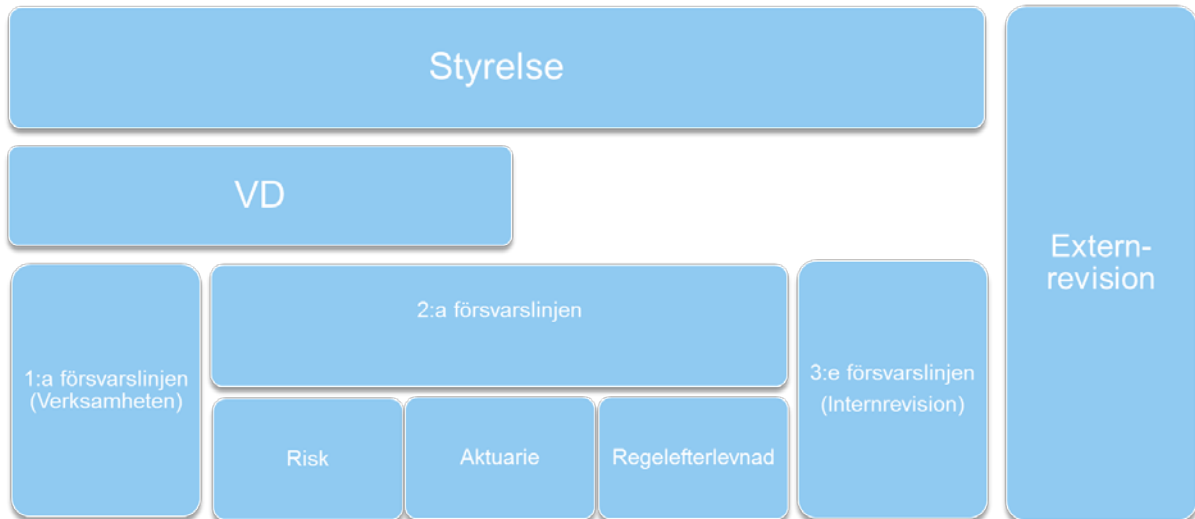 Styrelse
VD
Extern-
revision
1:a försvarslinjen
(Verksamheten)
2:a försvarslinjen
3:e försvarslinjen
(Internrevision)
Risk
Aktuarie
Regelefterlevnad